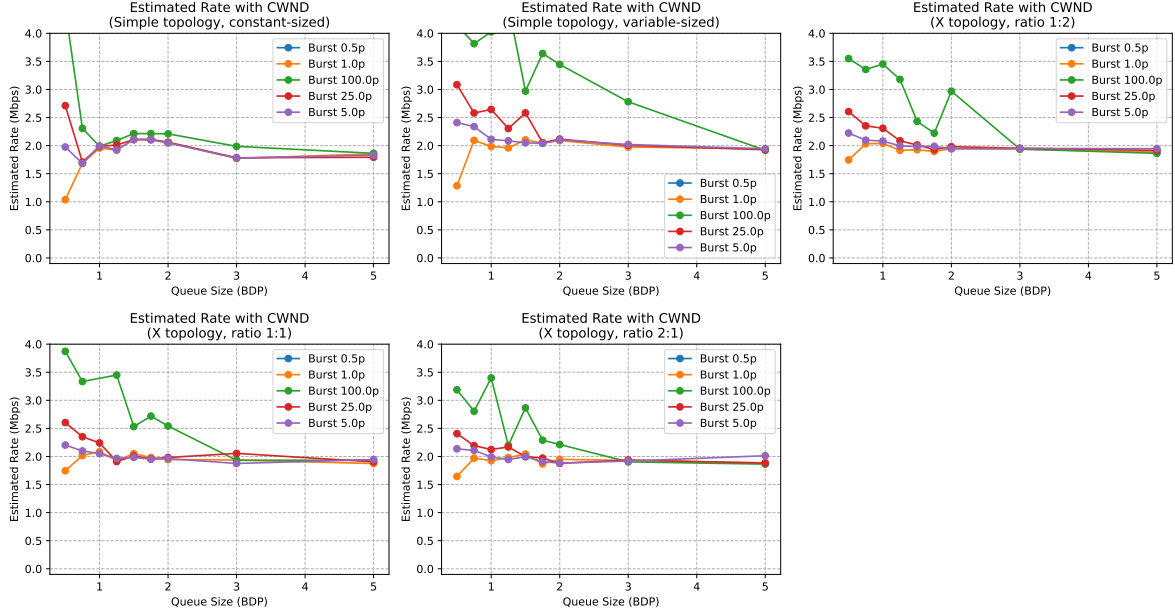 Estimated Rate with CWND
(Simple topology, constant-sized)
Estimated Rate (Mbps)
4.0
3.5
3.0
2.5
2.0
1.5
1.0
0.5
0.0
Burst 0.5p
Burst 1.0p
Burst 100.0p
Burst 25.0p
Burst 5.0p
1 2 3 4 5
Queue Size (BDP)
Estimated Rate with CWND
(Simple topology, variable-sized)
Estimated Rate (Mbps)
4.0
3.5
3.0
2.5
2.0
1.5
1.0
0.5
0.0
Burst 0.5p
Burst 1.0p
Burst 100.0p
Burst 25.0p
Burst 5.0p
1 2 3 4 5
Queue Size (BDP)
Estimated Rate with CWND
(X topology, ratio 1:2)
Estimated Rate (Mbps)
4.0
3.5
3.0
2.5
2.0
1.5
1.0
0.5
0.0
Burst 0.5p
Burst 1.0p
Burst 100.0p
Burst 25.0p
Burst 5.0p
1 2 3 4 5
Queue Size (BDP)
Estimated Rate with CWND
(X topology, ratio 1:1)
Estimated Rate (Mbps)
4.0
3.5
3.0
2.5
2.0
1.5
1.0
0.5
0.0
Burst 0.5p
Burst 1.0p
Burst 100.0p
Burst 25.0p
Burst 5.0p
1 2 3 4 5
Queue Size (BDP)
Estimated Rate with CWND
(X topology, ratio 2:1)
Estimated Rate (Mbps)
4.0
3.5
3.0
2.5
2.0
1.5
1.0
0.5
0.0
Burst 0.5p
Burst 1.0p
Burst 100.0p
Burst 25.0p
Burst 5.0p
1 2 3 4 5
Queue Size (BDP)